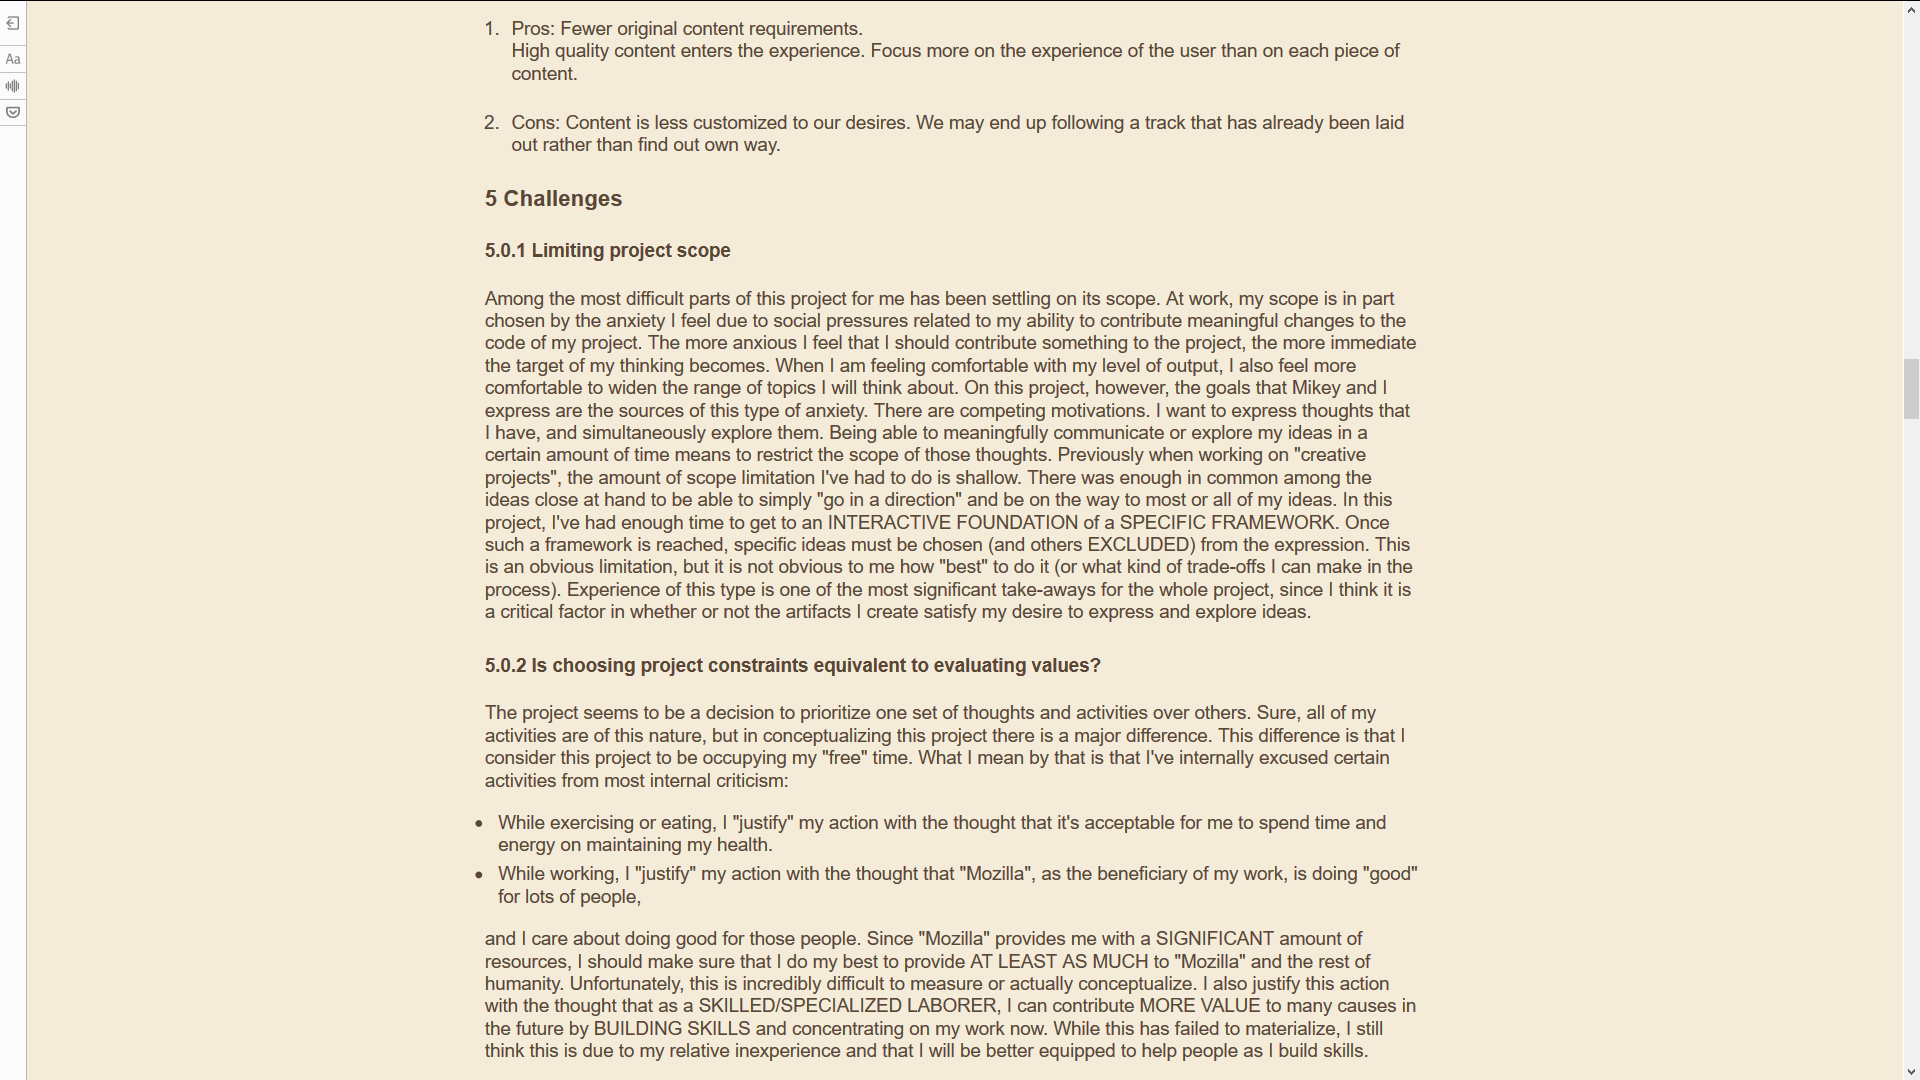 1. Pros: Fewer original content requirements.
High quality content enters the experience. Focus more on the experience of the user than on each piece of
content.
2. Cons: Content is less customized to our desires. We may end up following a track that has already been laid
out rather than find out own way.
5 Challenges
5.0.1 Limiting project scope
Among the most difficult parts of this project for me has been settling on its scope. At work, my scope is in part
chosen by the anxiety I feel due to social pressures related to my ability to contribute meaningful changes to the
code of my project. The more anxious I feel that I should contribute something to the project, the more immediate
the target of my thinking becomes. When I am feeling comfortable with my level of output, I also feel more
comfortable to widen the range of topics I will think about. On this project, however, the goals that Mikey and I
express are the sources of this type of anxiety. There are competing motivations. I want to express thoughts that
I have, and simultaneously explore them. Being able to meaningfully communicate or explore my ideas in a
certain amount of time means to restrict the scope of those thoughts. Previously when working on "creative
projects", the amount of scope limitation I've had to do is shallow. There was enough in common among the
ideas close at hand to be able to simply "go in a direction" and be on the way to most or all of my ideas. In this
project, I've had enough time to get to an INTERACTIVE FOUNDATION of a SPECIFIC FRAMEWORK. Once
such a framework is reached, specific ideas must be chosen (and others EXCLUDED) from the expression. This
is an obvious limitation, but it is not obvious to me how "best" to do it (or what kind of trade-offs I can make in the
process). Experience of this type is one of the most significant take-aways for the whole project, since I think it is
a critical factor in whether or not the artifacts I create satisfy my desire to express and explore ideas.
5.0.2 Is choosing project constraints equivalent to evaluating values?
The project seems to be a decision to prioritize one set of thoughts and activities over others. Sure, all of my
activities are of this nature, but in conceptualizing this project there is a major difference. This difference is that I
consider this project to be occupying my "free" time. What I mean by that is that I've internally excused certain
activities from most internal criticism:
• While exercising or eating, I "justify" my action with the thought that it's acceptable for me to spend time and
energy on maintaining my health.
• While working, I "justify" my action with the thought that "Mozilla", as the beneficiary of my work, is doing "good"
for lots of people,
and I care about doing good for those people. Since "Mozilla" provides me with a SIGNIFICANT amount of
resources, I should make sure that I do my best to provide AT LEAST AS MUCH to "Mozilla" and the rest of
humanity. Unfortunately, this is incredibly difficult to measure or actually conceptualize. I also justify this action
with the thought that as a SKILLED/SPECIALIZED LABORER, I can contribute MORE VALUE to many causes in
the future by BUILDING SKILLS and concentrating on my work now. While this has failed to materialize, I still
think this is due to my relative inexperience and that I will be better equipped to help people as I build skills.
Aa